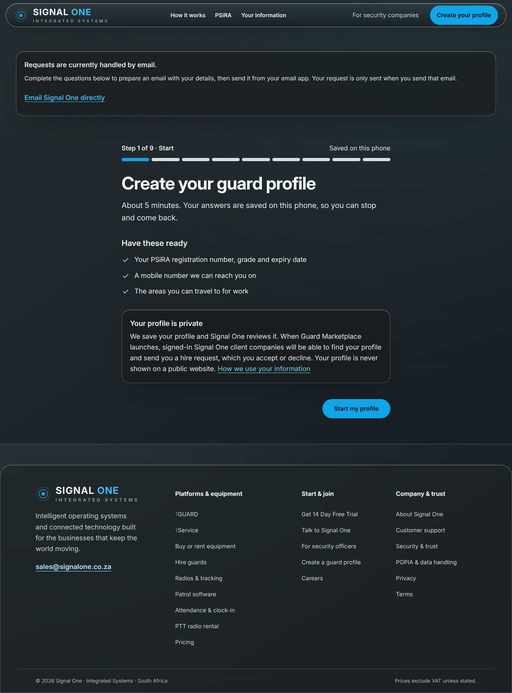 SIGNAL ONE
INTEGRATED SYSTEMS
How it works
PSiRA
Your information
For security companies
Create your profile
Requests are currently handled by email.
Complete the questions below to prepare an email with your details, then send it from your email app. Your request is only sent when you send that email.
Email Signal One directly
Step 1 of 9 · Start
Saved on this phone
Create your guard profile
About 5 minutes. Your answers are saved on this phone, so you can stop
and come back.
Have these ready
Your PSiRA registration number, grade and expiry date
A mobile number we can reach you on
The areas you can travel to for work
Your profile is private
We save your profile and Signal One reviews it. When Guard Marketplace
launches, signed-in Signal One client companies will be able to find your profile
and send you a hire request, which you accept or decline. Your profile is never
shown on a public website. How we use your information
Start my profile
SIGNAL ONE
INTEGRATED SYSTEMS
Intelligent operating systems
and connected technology built
for the businesses that keep the
world moving.
sales@signalone.co.za
Platforms & equipment
iGUARD
iService
Buy or rent equipment
Hire guards
Radios & tracking
Patrol software
Attendance & clock-in
PTT radio rental
Pricing
Start & join
Get 14 Day Free Trial
Talk to Signal One
For security officers
Create a guard profile
Careers
Company & trust
About Signal One
Customer support
Security & trust
POPIA & data handling
Privacy
Terms
© 2026 Signal One · Integrated Systems · South Africa
Prices exclude VAT unless stated.